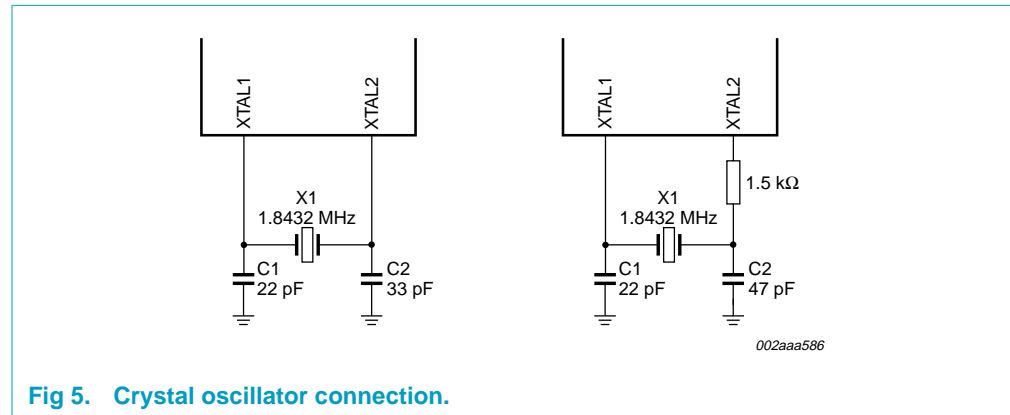 XTAL1
XTAL2
X1
1.8432 MHz
C1
22 pF
C2
33 pF
XTAL1
XTAL2
1.5 kΩ
X1
1.8432 MHz
C1
22 pF
C2
47 pF
002aaa586
Fig 5. Crystal oscillator connection.